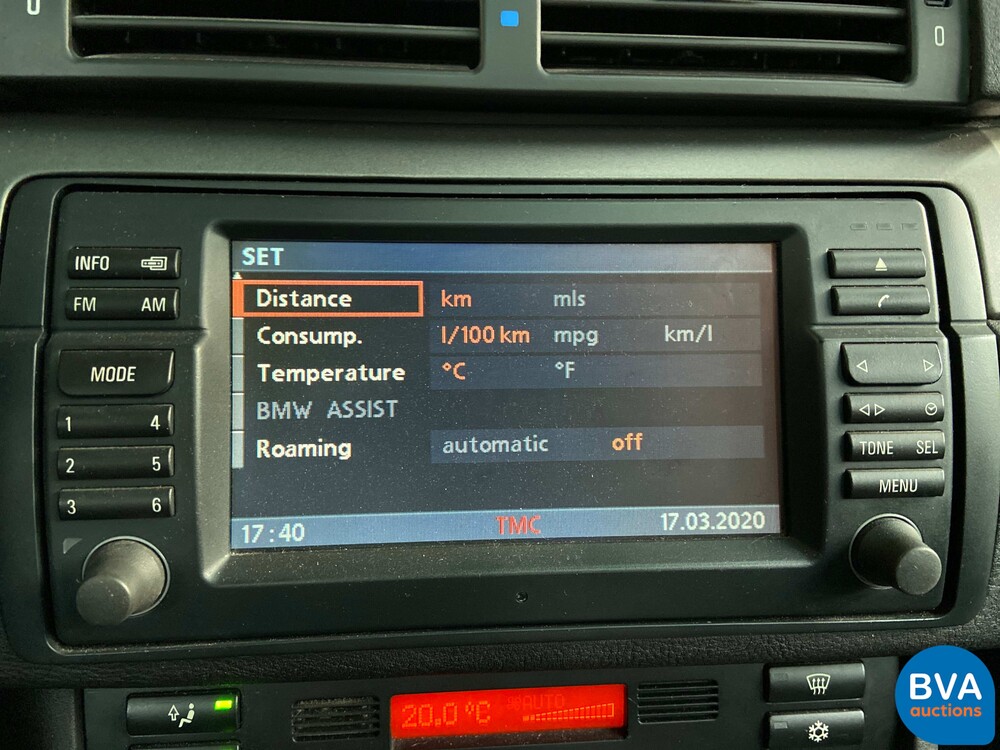 0
0
INFO
FM AM
MODE
1 4
2 5
3 6
SET
Distance km mls
Consump. l/100 km mpg km/l
Temperature °C °F
BMW ASSIST
Roaming automatic off
17:40 TMC 17.03.2020
TONE SEL
MENU
20.0 °C AUTO
BVA
auctions